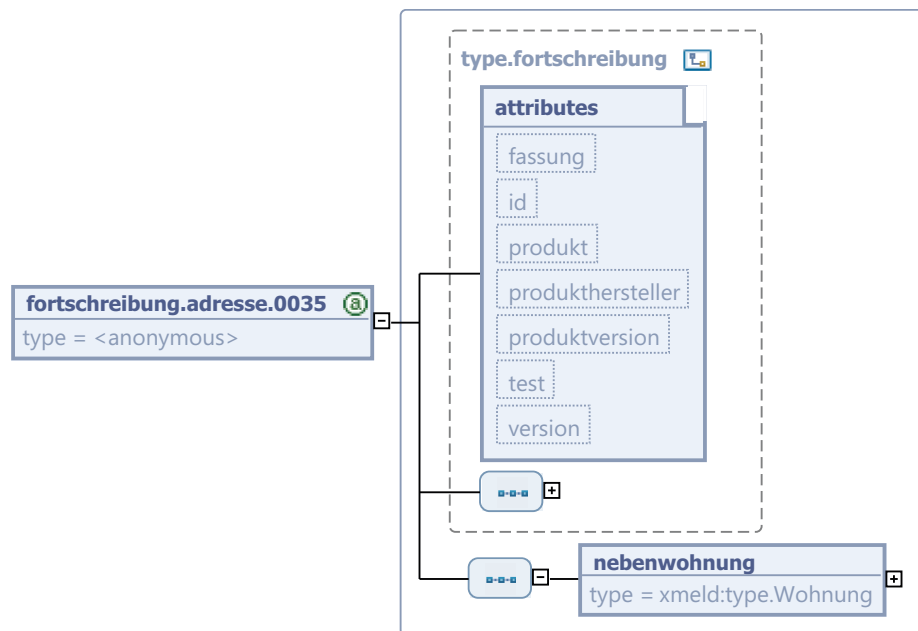 type.fortschreibung
attributes
fassung
id
produkt
produkthersteller
produktversion
test
version
fortschreibung.adresse.0035 a
type = <anonymous>
nebenwohnung
type = xmeld:type.Wohnung